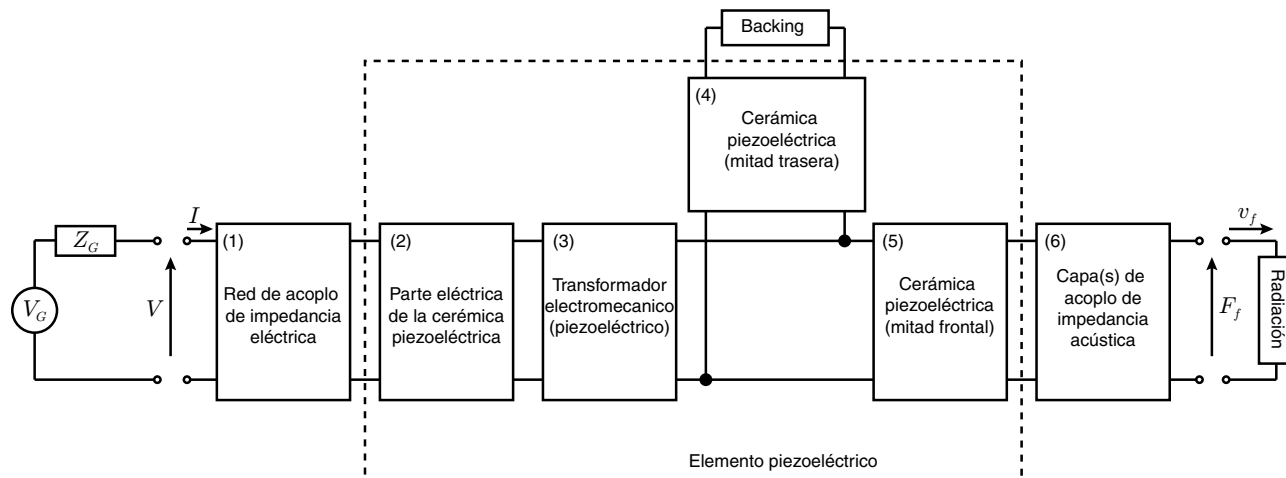 Backing
(4)
Cerámica
piezoeléctrica
(mitad trasera)
Z_G
I
V_G
V
(1)
Red de acoplo
de impedancia
eléctrica
(2)
Parte eléctrica
de la cerémica
piezoeléctrica
(3)
Transformador
electromecanico
(piezoeléctrico)
(5)
Cerámica
piezoeléctrica
(mitad frontal)
(6)
Capa(s) de
acoplo de
impedancia
acústica
v_f
F_f
Radiación
Elemento piezoeléctrico